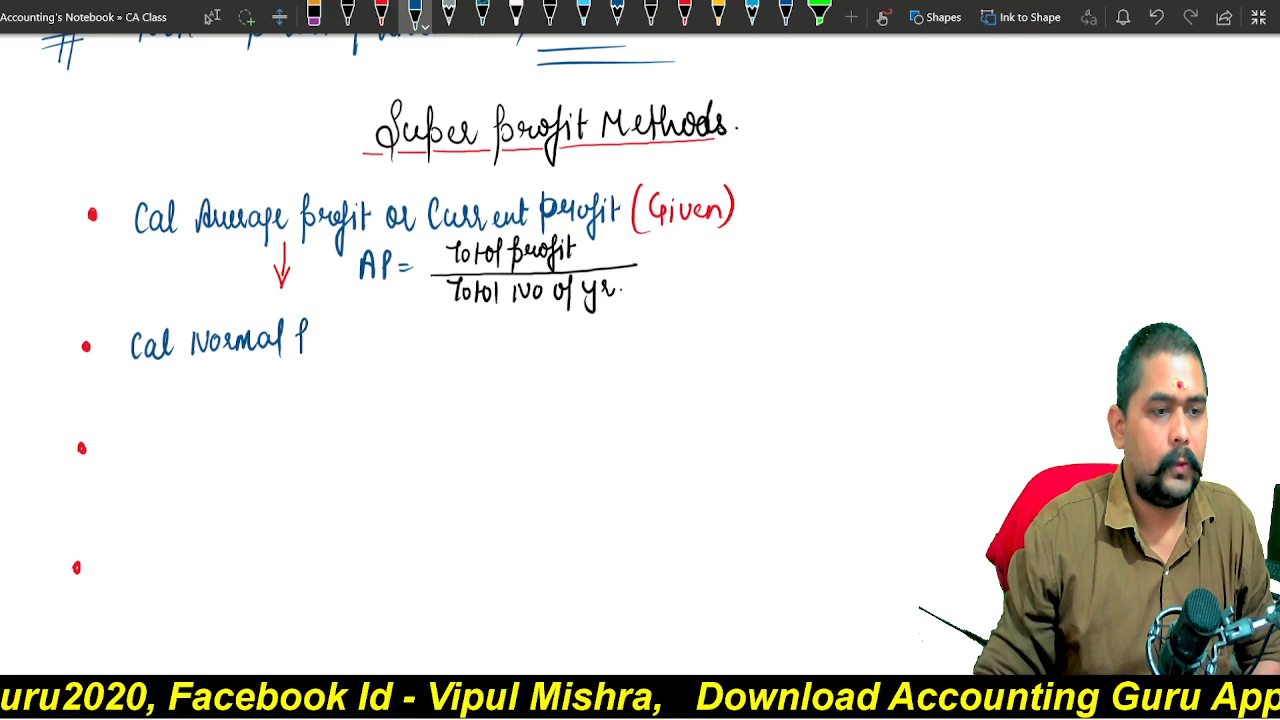 Accounting's Notebook » CA Class
Shapes
Ink to Shape
Super Profit Methods.
Cal Average Profit or Current Profit (Given)
AP = Total Profit
Total No of yr.
Cal Normal P
uru2020, Facebook Id - Vipul Mishra, Download Accounting Guru App